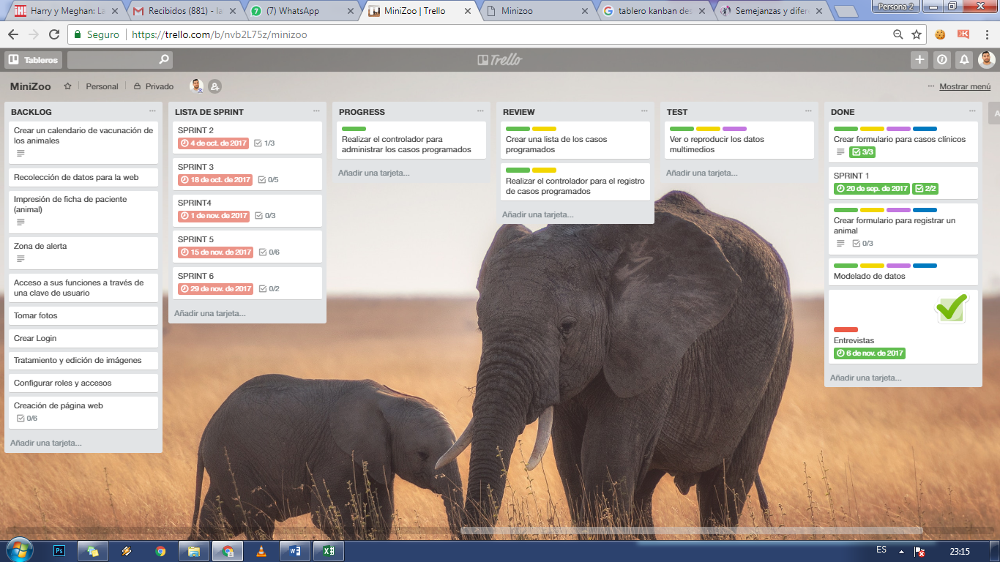 Harry y Meghan: La
Recibidos (881) - la
(7) WhatsApp
MiniZoo | Trello
Minizoo
tablero kanban des
Semejanzas y difere
Persona 2
Seguro
https://trello.com/b/nvb2L75z/minizoo
Tableros
Trello
MiniZoo
Personal
Privado
Mostrar menú
BACKLOG
Crear un calendario de vacunación de
los animales
Recolección de datos para la web
Impresión de ficha de paciente
(animal)
Zona de alerta
Acceso a sus funciones a través de
una clave de usuario
Tomar fotos
Crear Login
Tratamiento y edición de imágenes
Configurar roles y accesos
Creación de página web
0/6
Añadir una tarjeta...
LISTA DE SPRINT
SPRINT 2
4 de oct. de 2017 1/3
SPRINT 3
18 de oct. de 2017 0/5
SPRINT4
1 de nov. de 2017 0/3
SPRINT 5
15 de nov. de 2017 0/6
SPRINT 6
29 de nov. de 2017 0/2
Añadir una tarjeta...
PROGRESS
Realizar el controlador para
administrar los casos programados
Añadir una tarjeta...
REVIEW
Crear una lista de los casos
programados
Realizar el controlador para el registro
de casos programados
Añadir una tarjeta...
TEST
Ver o reproducir los datos
multimedios
Añadir una tarjeta...
DONE
Crear formulario para casos clínicos
3/3
SPRINT 1
20 de sep. de 2017 2/2
Crear formulario para registrar un
animal
0/3
Modelado de datos
Entrevistas
6 de nov. de 2017
Añadir una tarjeta...
A
Ps
ES
23:15